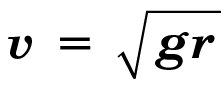 v = √gr